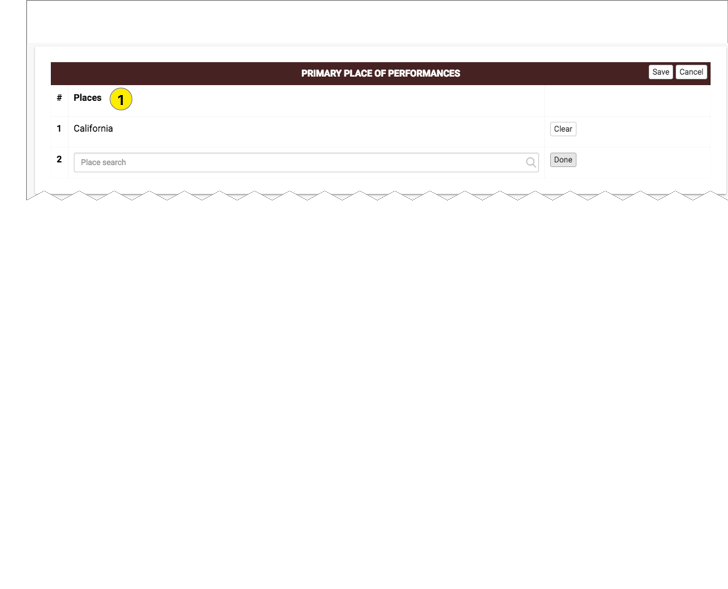 PRIMARY PLACE OF PERFORMANCES Save Cancel
# Places 1
1 California Clear
2 Place search Done